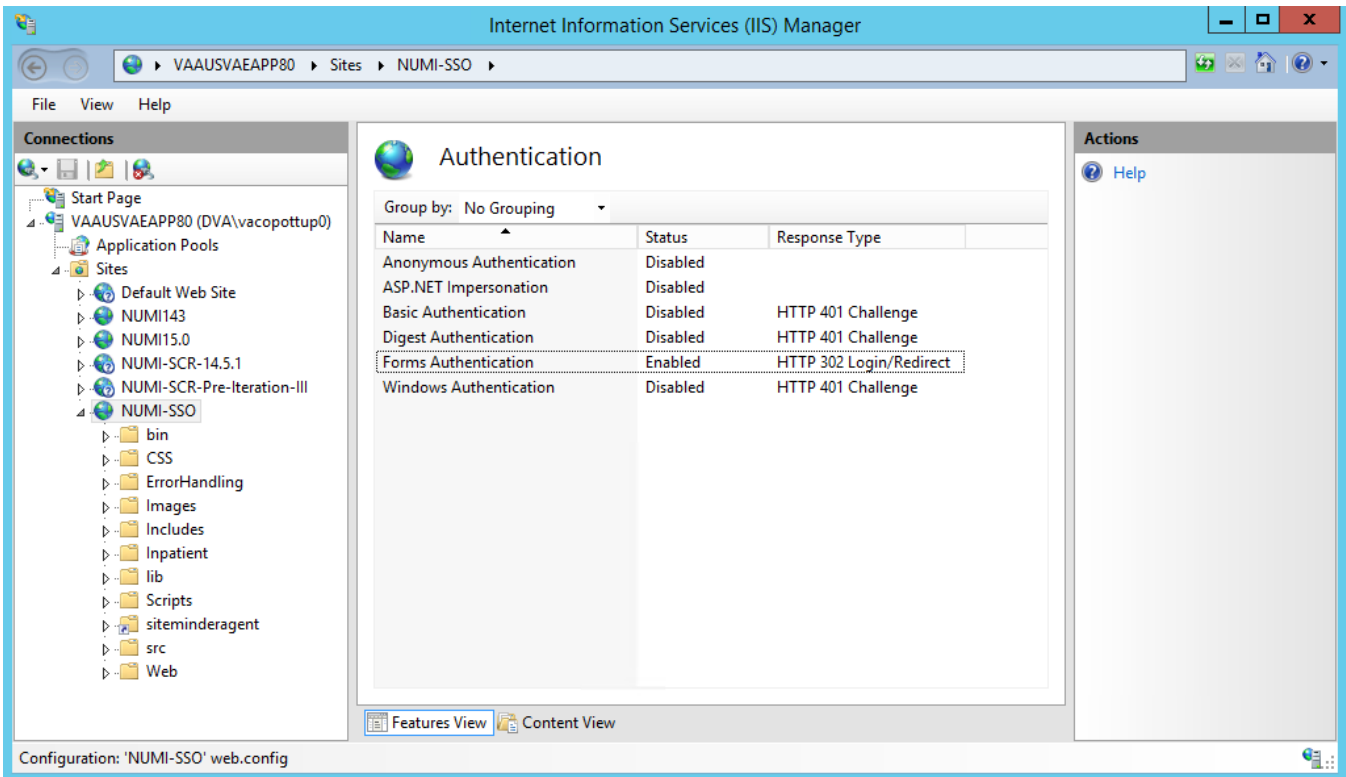 Internet Information Services (IIS) Manager
VAAUSVAEAPP80 Sites NUMI-SSO
File View Help
Connections
Start Page
VAAUSVAEAPP80 (DVA\vacopottup0)
Application Pools
Sites
Default Web Site
NUMI143
NUMI15.0
NUMI-SCR-14.5.1
NUMI-SCR-Pre-Iteration-III
NUMI-SSO
bin
CSS
ErrorHandling
Images
Includes
Inpatient
lib
Scripts
siteminderagent
src
Web
Authentication
Group by: No Grouping
Name Status Response Type
Anonymous Authentication Disabled
ASP.NET Impersonation Disabled
Basic Authentication Disabled HTTP 401 Challenge
Digest Authentication Disabled HTTP 401 Challenge
Forms Authentication Enabled HTTP 302 Login/Redirect
Windows Authentication Disabled HTTP 401 Challenge
Features View Content View
Actions
Help
Configuration: 'NUMI-SSO' web.config